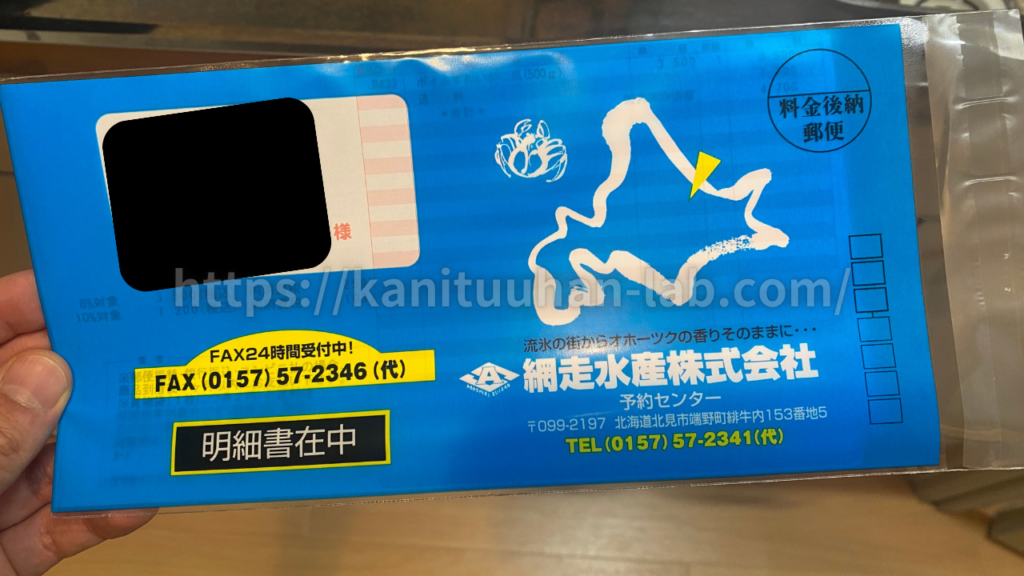 料金後納
郵便
様
https://kanituuhan-lab.com/
FAX24時間受付中!
FAX(0157)57-2346(代)
明細書在中
流氷の街からオホーツクの香りそのままに・・・
網走水産株式会社
予約センター
〒099-2197 北海道北見市端野町緋牛内153番地5
TEL(0157)57-2341(代)